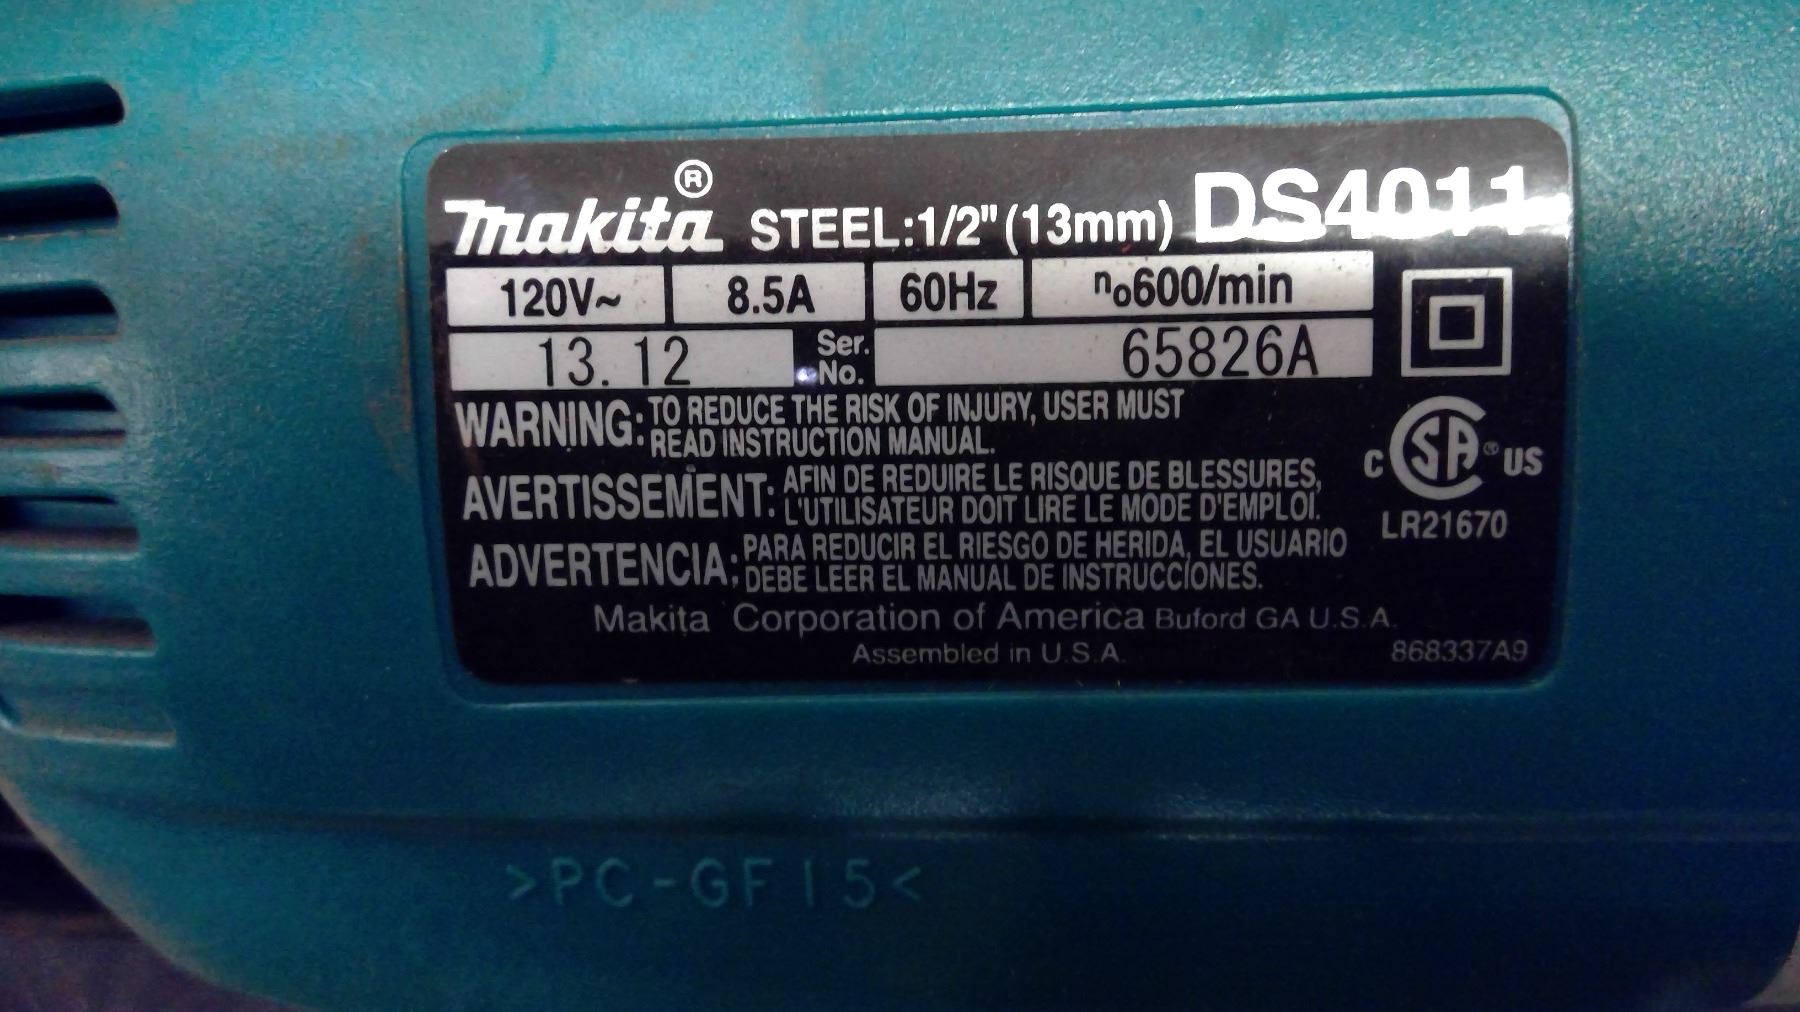 Makita® STEEL:1/2"(13mm) DS4011
120V~ 8.5A 60Hz n₀600/min
13.12 Ser. No. 65826A
WARNING: TO REDUCE THE RISK OF INJURY, USER MUST
READ INSTRUCTION MANUAL.
AVERTISSEMENT: AFIN DE REDUIRE LE RISQUE DE BLESSURES,
L'UTILISATEUR DOIT LIRE LE MODE D'EMPLOI.
C SA® US
LR21670
ADVERTENCIA: PARA REDUCIR EL RIESGO DE HERIDA, EL USUARIO
DEBE LEER EL MANUAL DE INSTRUCCIONES.
Makita Corporation of America Buford GA U.S.A.
Assembled in U.S.A. 868337A9
>PC-GF15<